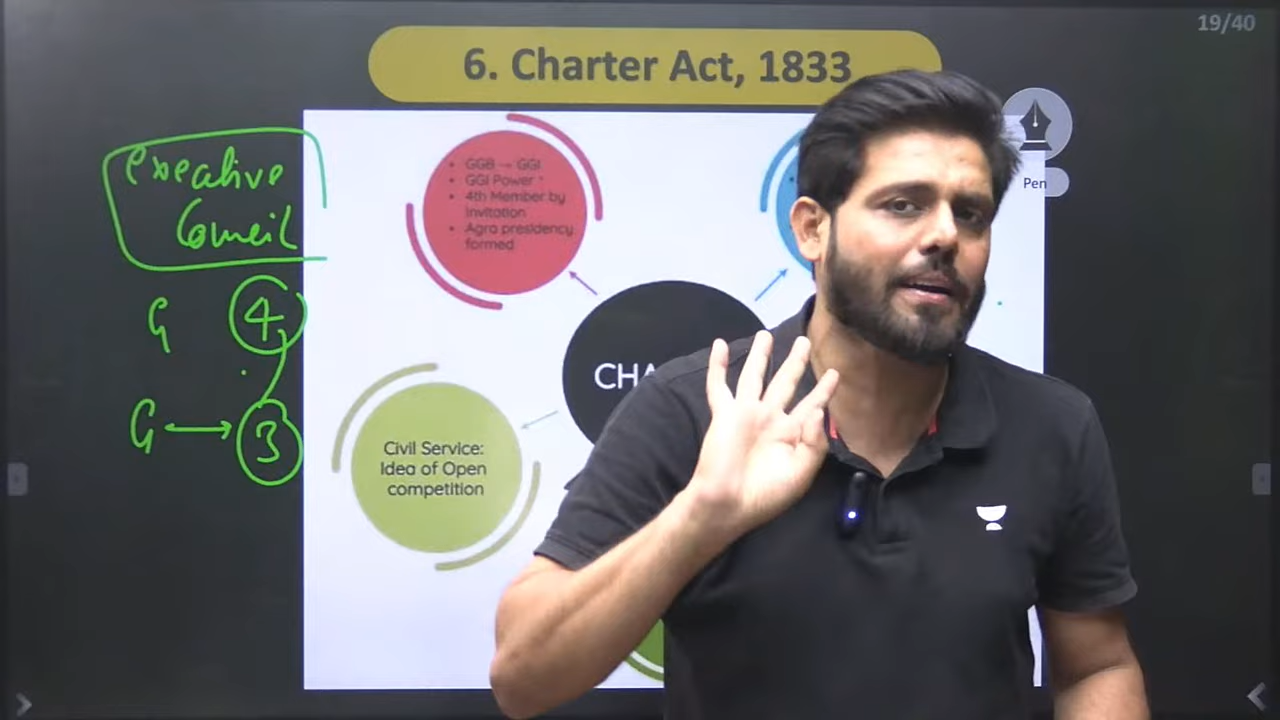 19/40
6. Charter Act, 1833
Pen
Executive
Council
G 4
G → 3
• GGB → GGI
• GGI Power ↑
• 4th Member by
Invitation
• Agra presidency
formed
CHA
Civil Service:
Idea of Open
competition